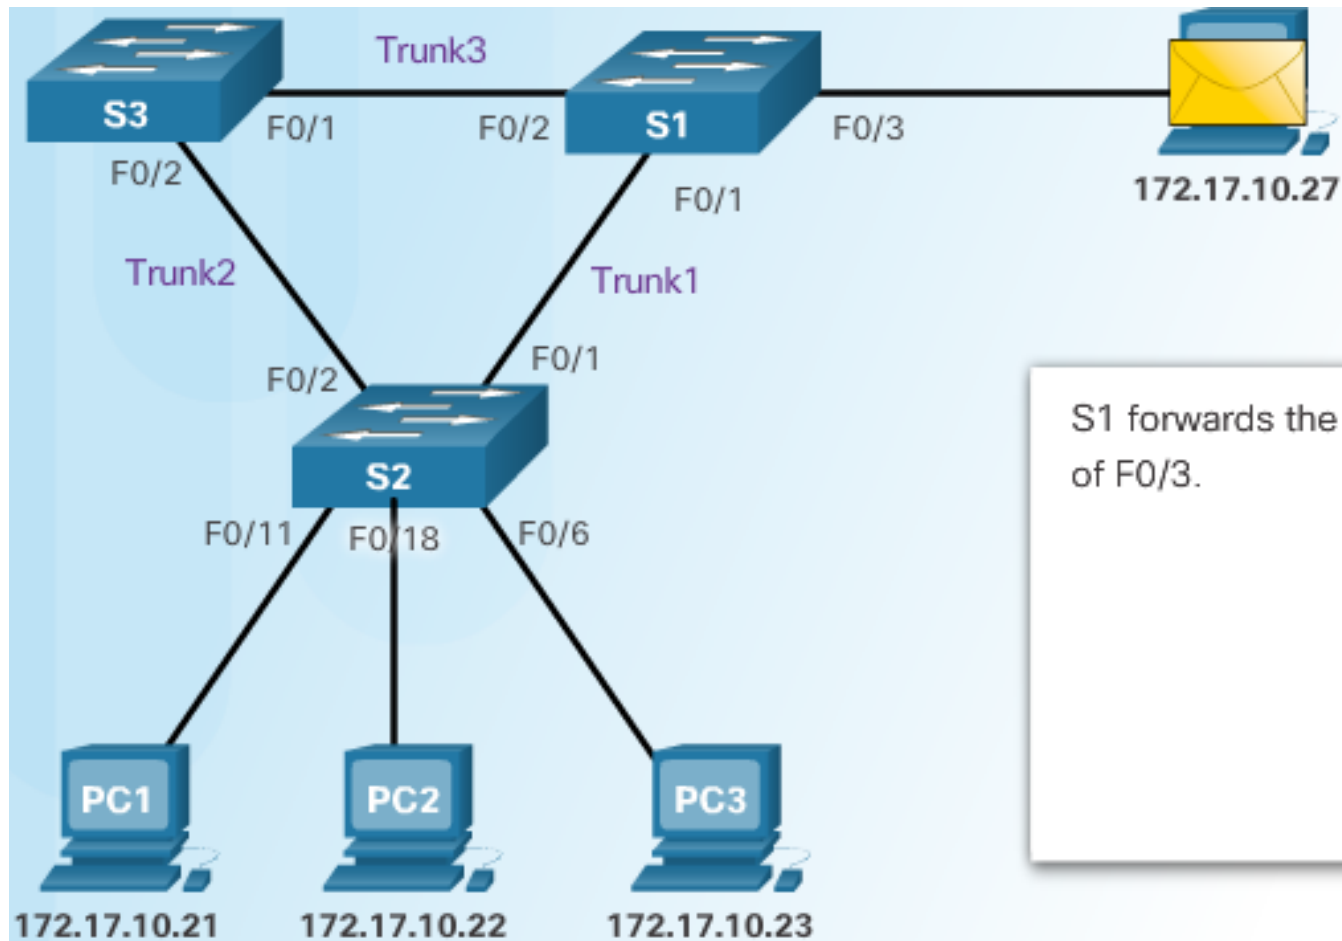 Trunk3
S3
S1
F0/1
F0/2
F0/3
F0/2
F0/1
172.17.10.27
Trunk2
Trunk1
F0/2
F0/1
S1 forwards the
of F0/3.
S2
F0/11
F0/18
F0/6
PC1
PC2
PC3
172.17.10.21
172.17.10.22
172.17.10.23